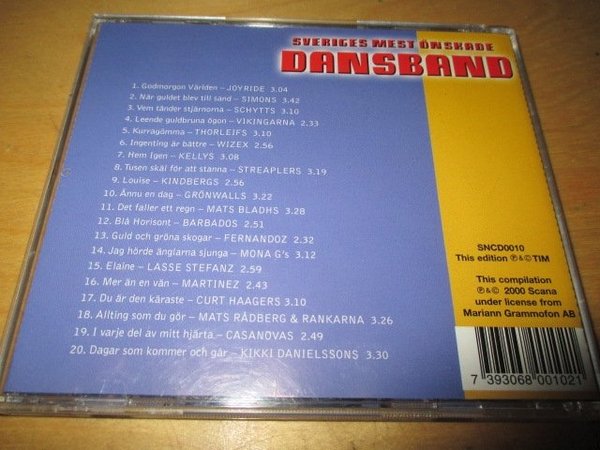 SVERIGES MEST ÖNSKADE
DANSBAND
1. Godmorgon Världen – JOYRIDE 3.04
2. När guldet blev till sand – SIMONS 3.42
3. Vem tänder stjärnorna – SCHYTTS 3.10
4. Leende guldbruna ögon – VIKINGARNA 2.33
5. Kurragömma – THORLEIFS 3.10
6. Ingenting är bättre – WIZEX 2.56
7. Hem Igen – KELLYS 3.08
8. Tusen skäl för att stanna – STREAPLERS 3.19
9. Louise – KINDBERGS 2.56
10. Ännu en dag – GRÖNWALLS 3.22
11. Det faller ett regn – MATS BLADHS 3.28
12. Blå Horisont – BARBADOS 2.51
13. Guld och gröna skogar – FERNANDOZ 2.32
14. Jag hörde änglarna sjunga – MONA G's 3.12
15. Elaine – LASSE STEFANZ 2.59
16. Mer än en vän – MARTINEZ 2.43
17. Du är den käraste – CURT HAAGERS 3.10
18. Allting som du gör – MATS RÅDBERG & RANKARNA 3.26
19. I varje del av mitt hjärta – CASANOVAS 2.49
20. Dagar som kommer och går – KIKKI DANIELSSONS 3.30
SNCD0010
This edition ℗&© TIM
This compilation
℗&© 2000 Scana
under license from
Mariann Grammofon AB
7 393068 001021